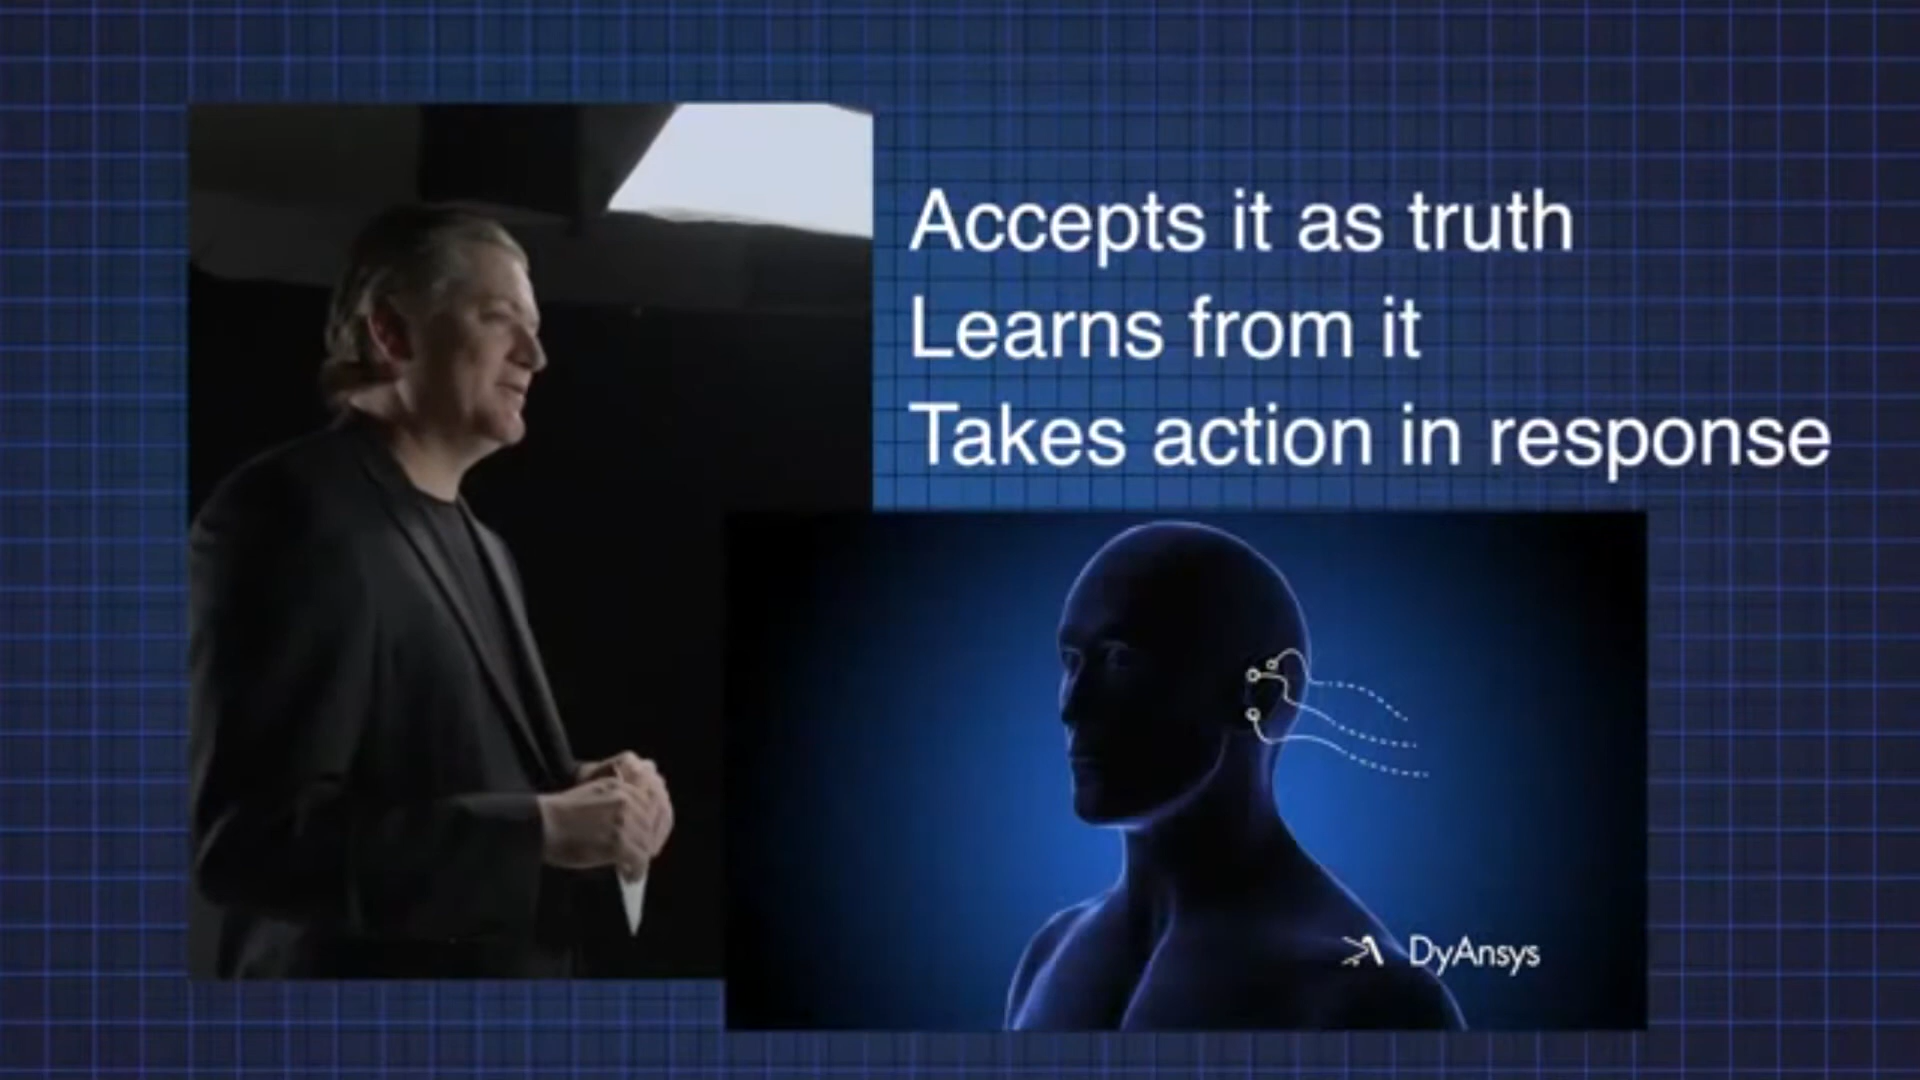 Accepts it as truth
Learns from it
Takes action in response
DyAnsys